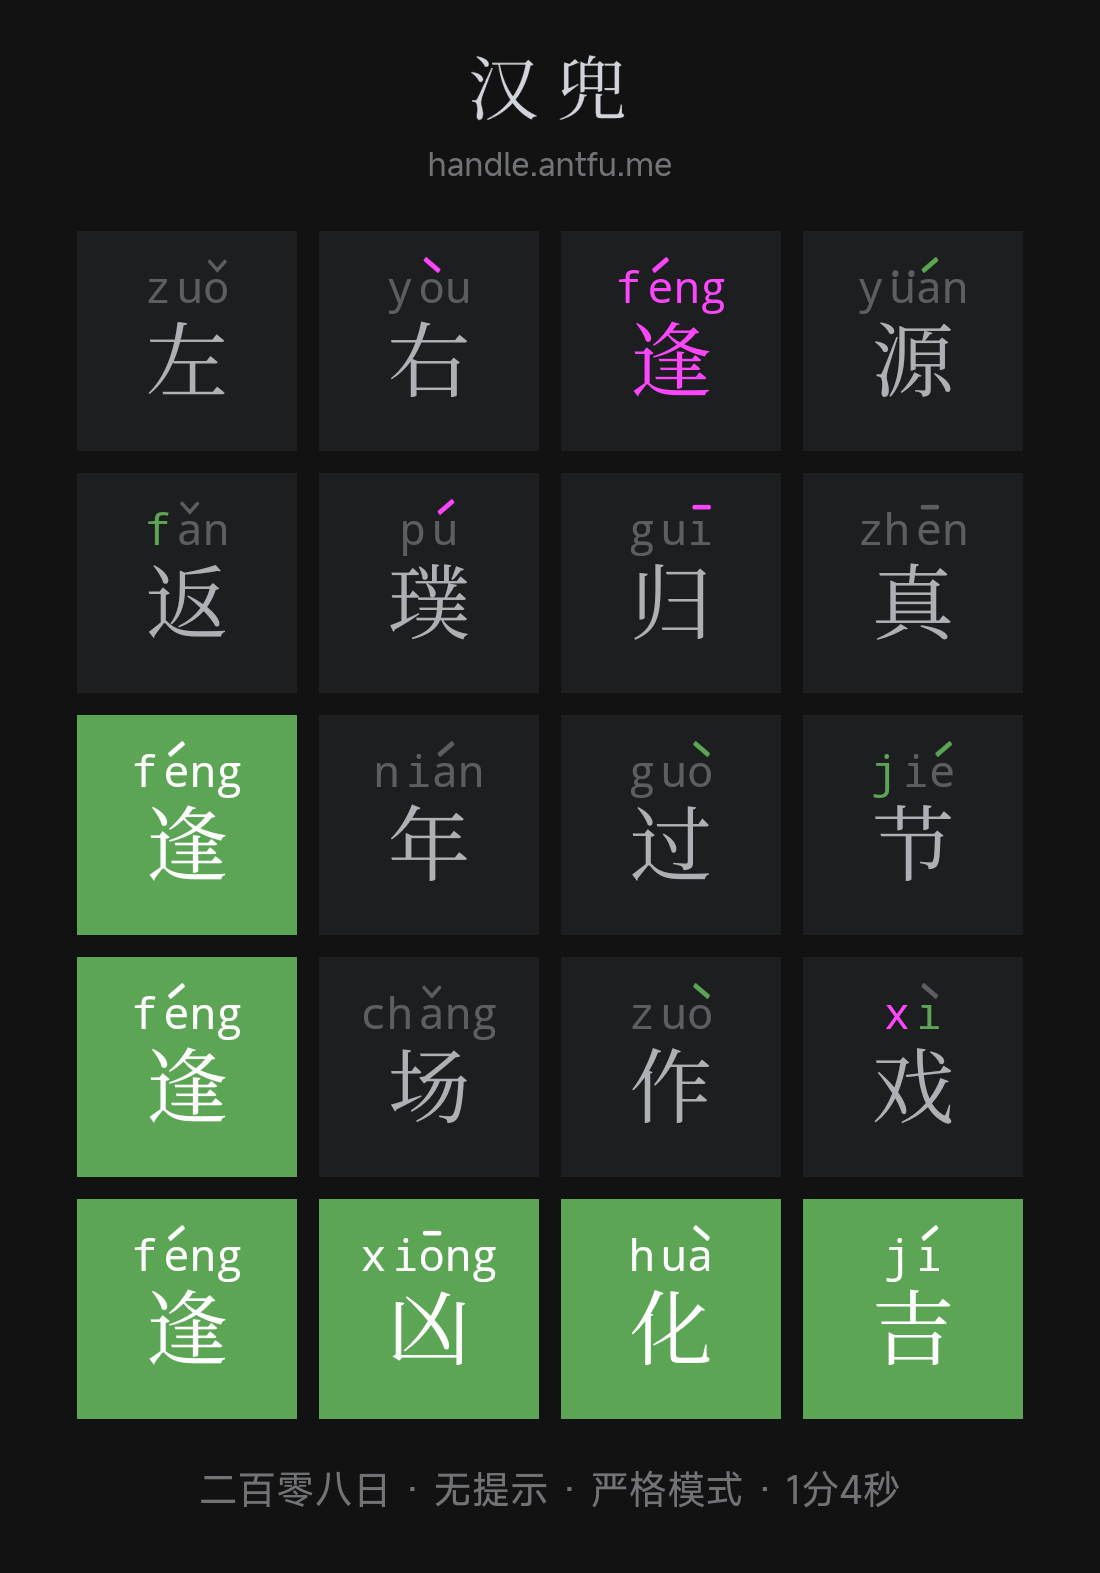 汉兜
handle.antfu.me
zuǒ yòu féng yüán
左 右 逢 源
fǎn pú guī zhēn
返 璞 归 真
féng nián guò jié
逢 年 过 节
féng chǎng zuò xì
逢 场 作 戏
féng xiōng huà jí
逢 凶 化 吉
二百零八日 · 无提示 · 严格模式 · 1分4秒